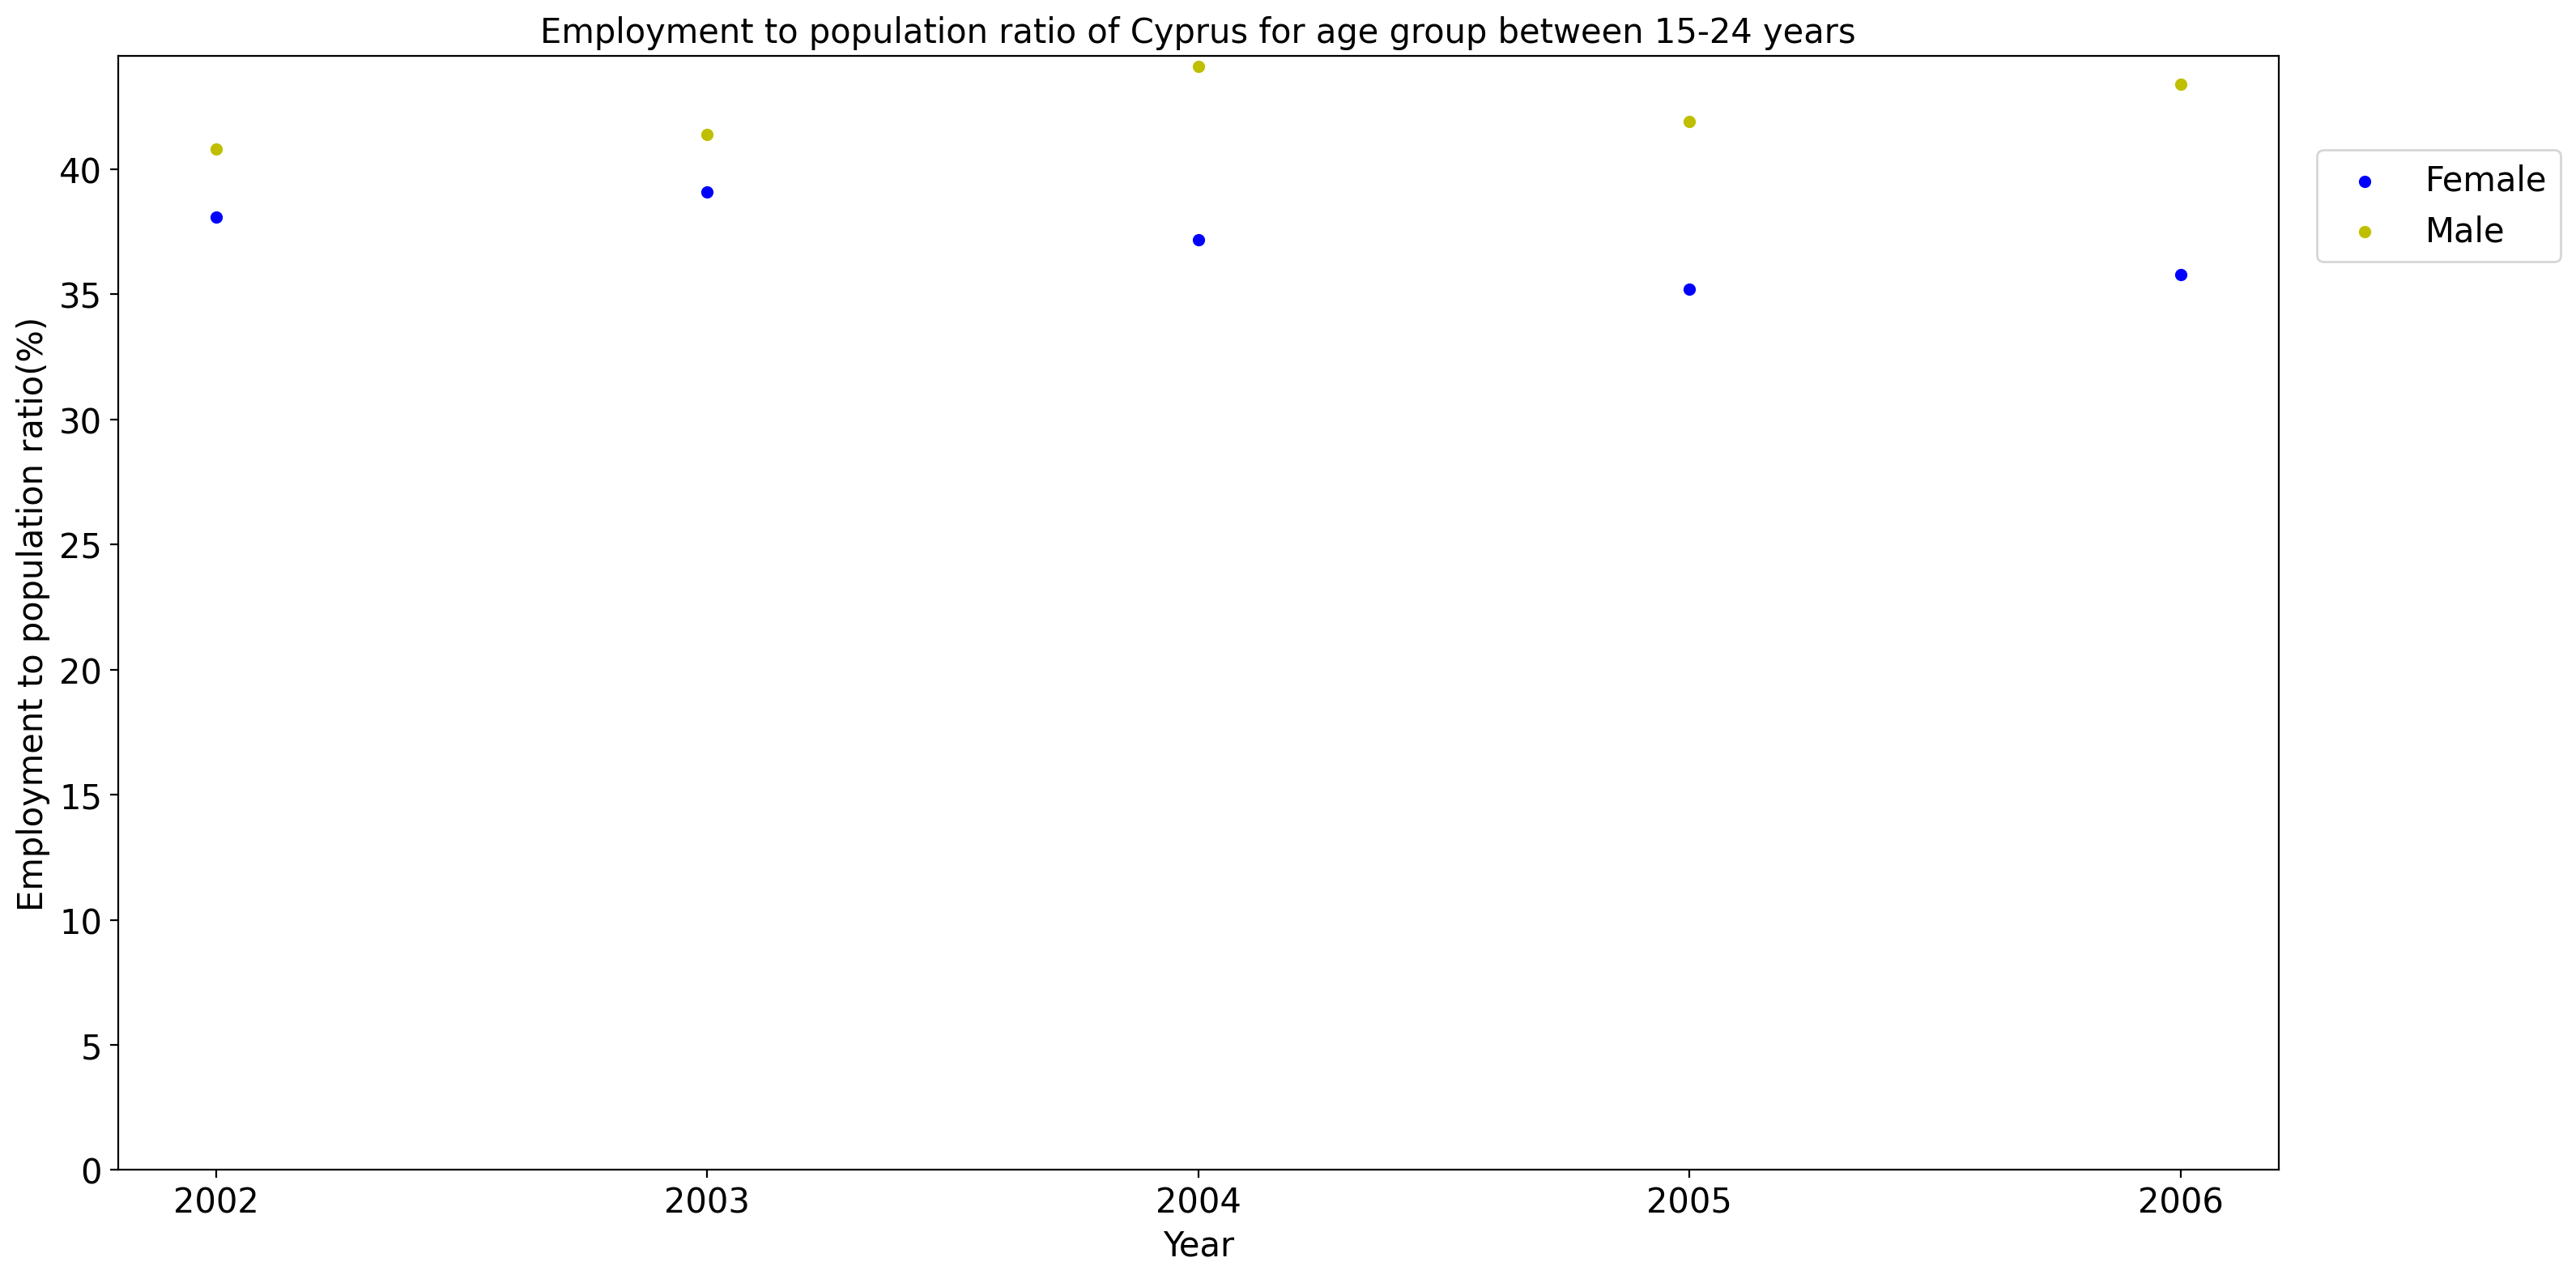 Employment to population ratio of Cyprus for age group between 15-24 years
Employment to population ratio(%)
40
35
30
25
20
15
10
5
0
2002
2003
2004
2005
2006
Year
Female
Male